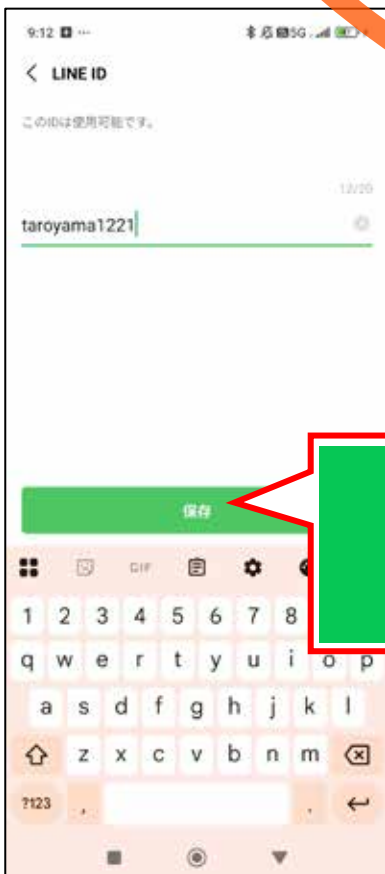 9:12
5G
LINE ID
このIDは使用可能です。
12/20
taroyama1221
保存
GIF
1 2 3 4 5 6 7 8
q w e r t y u i o p
a s d f g h j k l
z x c v b n m
?123 , .